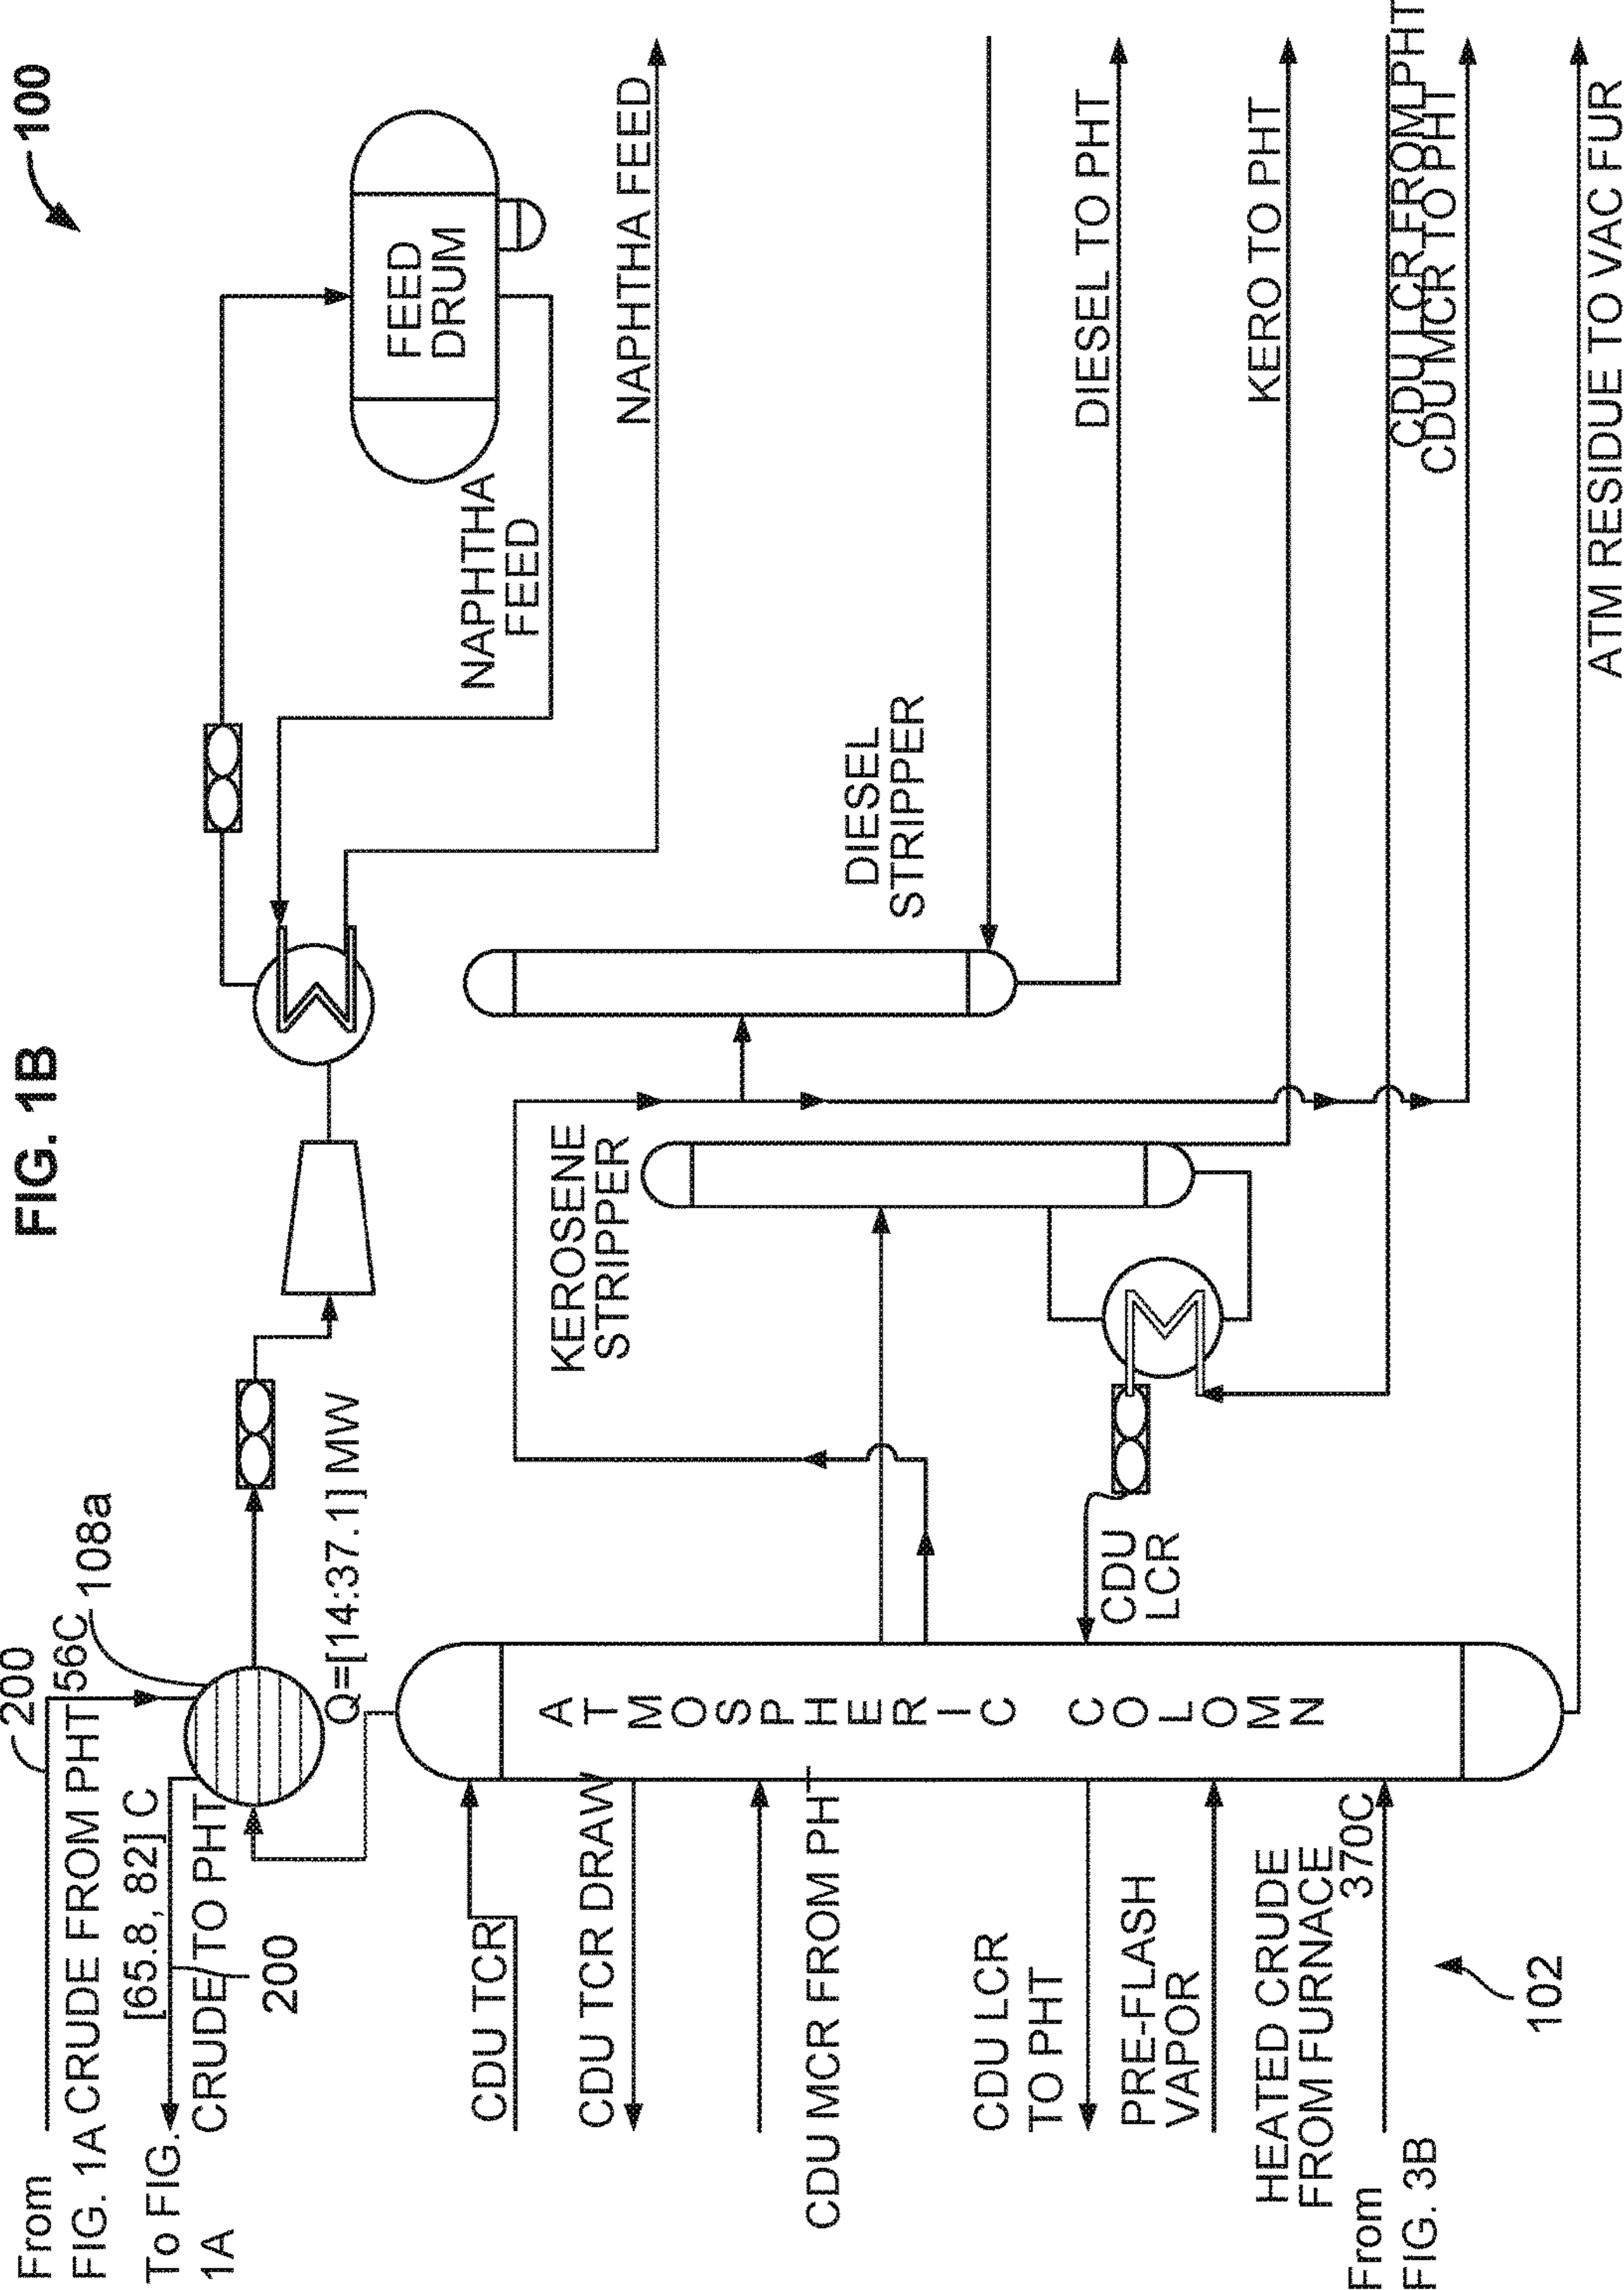 FIG. 1B
100
From
FIG. 1A
200
CRUDE FROM PHT 56C
108a
To FIG.
1A
[65.8, 82] C
CRUDE TO PHT
200
Q=[14:37.1] MW
FEED
DRUM
NAPHTHA
FEED
NAPHTHA FEED
CDU TCR
CDU TCR DRAW
CDU MCR FROM PHT
CDU LCR
TO PHT
PRE-FLASH
VAPOR
HEATED CRUDE
FROM FURNACE
370C
From
FIG. 3B
102
ATMOSPHERIC COLOMN
KEROSENE
STRIPPER
DIESEL
STRIPPER
CDU
LCR
DIESEL TO PHT
KERO TO PHT
CDU LCR FROM PHT
CDU MCR TO PHT
ATM RESIDUE TO VAC FUR